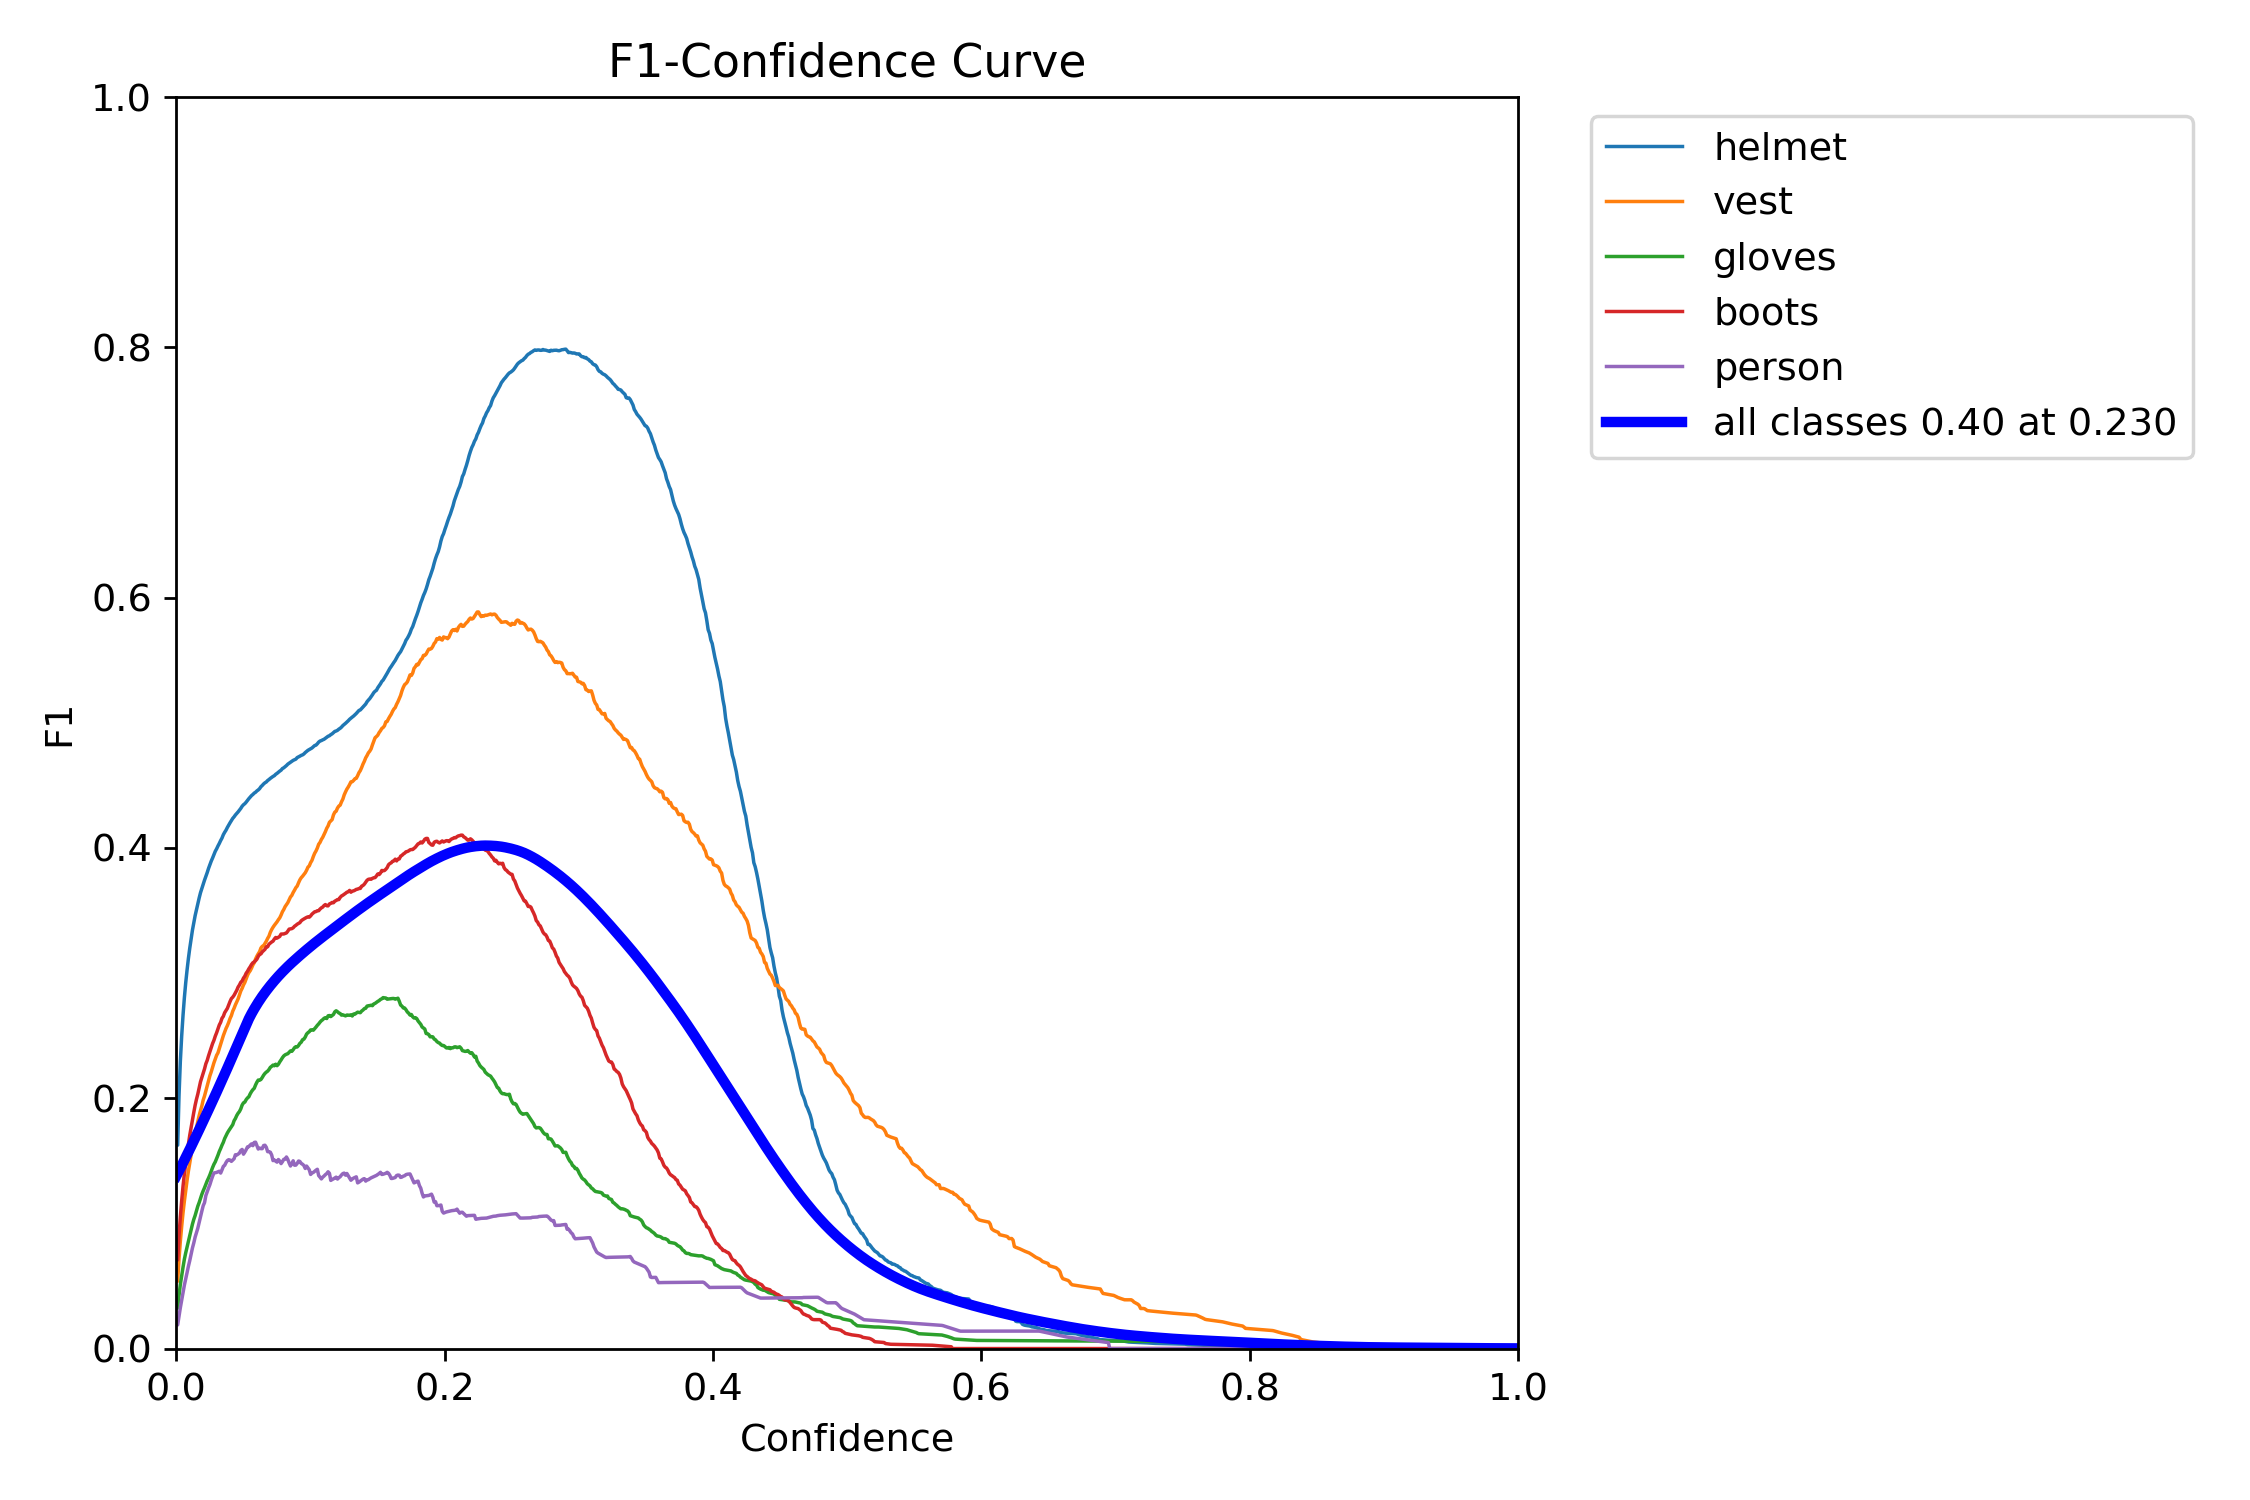 F1-Confidence Curve
1.0
0.8
0.6
0.4
0.2
0.0
F1
0.0 0.2 0.4 0.6 0.8 1.0
Confidence
helmet
vest
gloves
boots
person
all classes 0.40 at 0.230